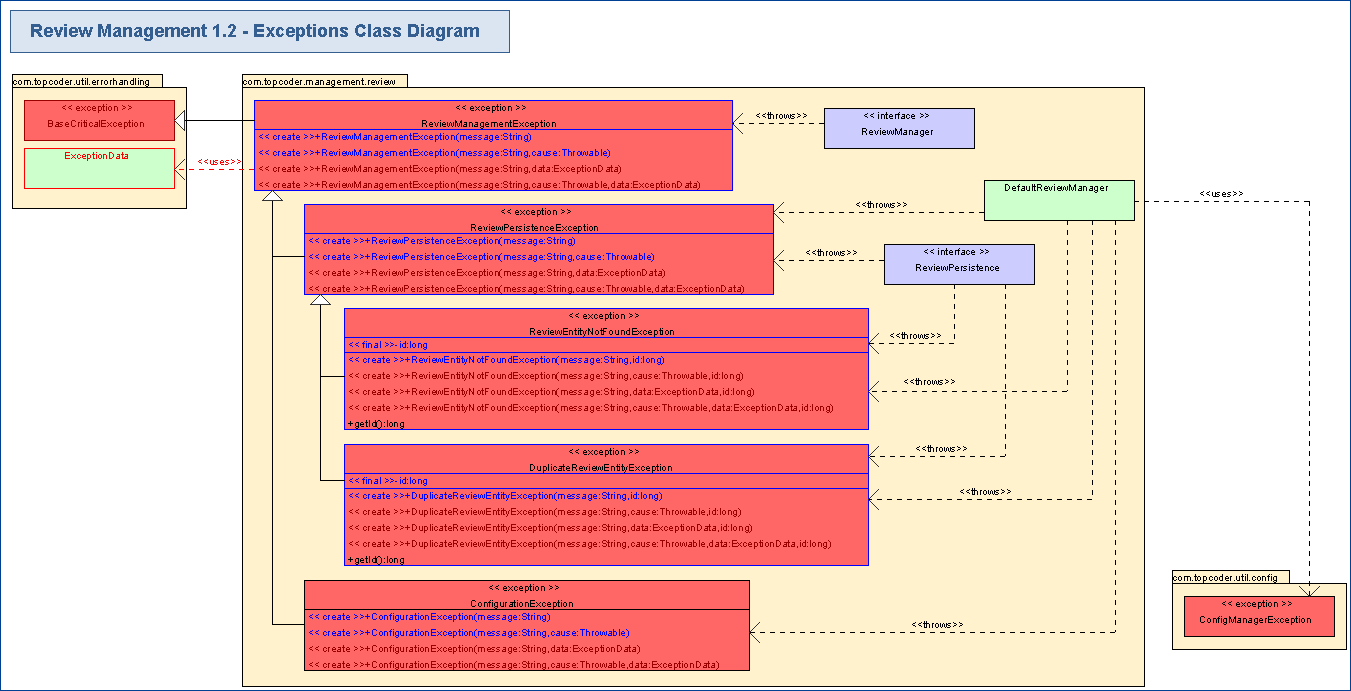 Review Management 1.2 - Exceptions Class Diagram
com.topcoder.util.errorhandling
<< exception >>
BaseCriticalException
ExceptionData
<<uses>>
com.topcoder.management.review
<< exception >>
ReviewManagementException
<< create >>+ReviewManagementException(message:String)
<< create >>+ReviewManagementException(message:String,cause:Throwable)
<< create >>+ReviewManagementException(message:String,data:ExceptionData)
<< create >>+ReviewManagementException(message:String,cause:Throwable,data:ExceptionData)
<<throws>>
<< interface >>
ReviewManager
DefaultReviewManager
<<uses>>
<<throws>>
<< exception >>
ReviewPersistenceException
<< create >>+ReviewPersistenceException(message:String)
<< create >>+ReviewPersistenceException(message:String,cause:Throwable)
<< create >>+ReviewPersistenceException(message:String,data:ExceptionData)
<< create >>+ReviewPersistenceException(message:String,cause:Throwable,data:ExceptionData)
<<throws>>
<< interface >>
ReviewPersistence
<< exception >>
ReviewEntityNotFoundException
<< final >>-id:long
<< create >>+ReviewEntityNotFoundException(message:String,id:long)
<< create >>+ReviewEntityNotFoundException(message:String,cause:Throwable,id:long)
<< create >>+ReviewEntityNotFoundException(message:String,data:ExceptionData,id:long)
<< create >>+ReviewEntityNotFoundException(message:String,cause:Throwable,data:ExceptionData,id:long)
+getId():long
<<throws>>
<<throws>>
<< exception >>
DuplicateReviewEntityException
<< final >>-id:long
<< create >>+DuplicateReviewEntityException(message:String,id:long)
<< create >>+DuplicateReviewEntityException(message:String,cause:Throwable,id:long)
<< create >>+DuplicateReviewEntityException(message:String,data:ExceptionData,id:long)
<< create >>+DuplicateReviewEntityException(message:String,cause:Throwable,data:ExceptionData,id:long)
+getId():long
<<throws>>
<<throws>>
<< exception >>
ConfigurationException
<< create >>+ConfigurationException(message:String)
<< create >>+ConfigurationException(message:String,cause:Throwable)
<< create >>+ConfigurationException(message:String,data:ExceptionData)
<< create >>+ConfigurationException(message:String,cause:Throwable,data:ExceptionData)
<<throws>>
com.topcoder.util.config
<< exception >>
ConfigManagerException